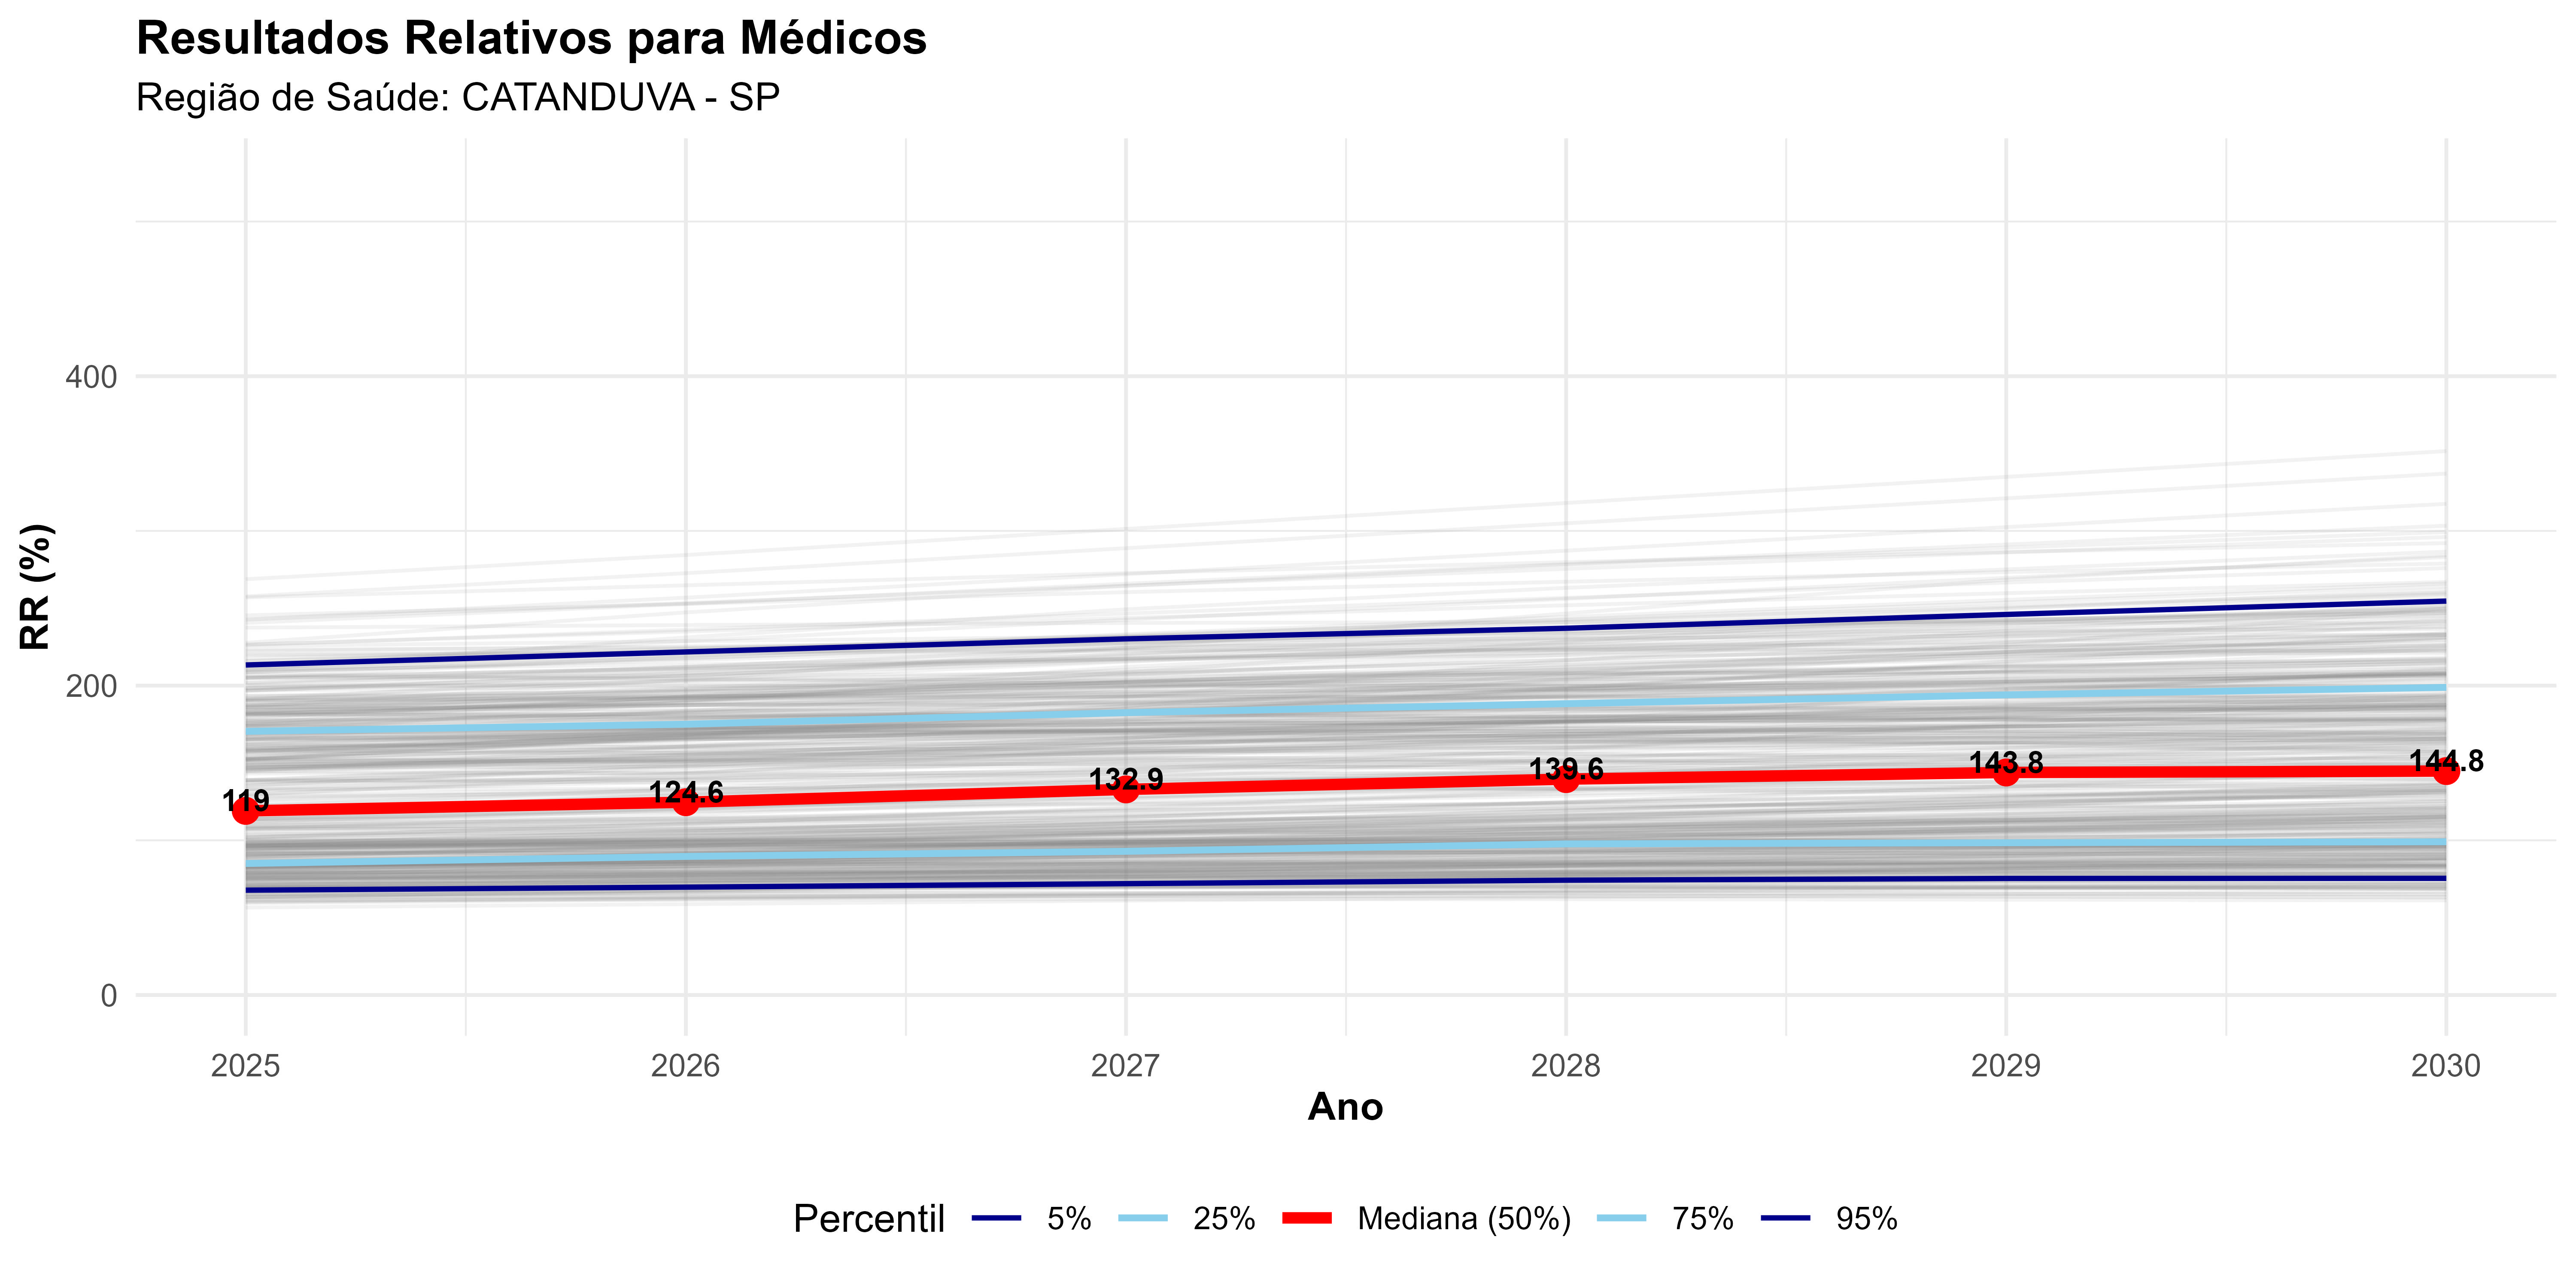 Resultados Relativos para Médicos
Região de Saúde: CATANDUVA - SP
RR (%)
400
200
0
119
124.6
132.9
139.6
143.8
144.8
2025 2026 2027 2028 2029 2030
Ano
Percentil 5% 25% Mediana (50%) 75% 95%